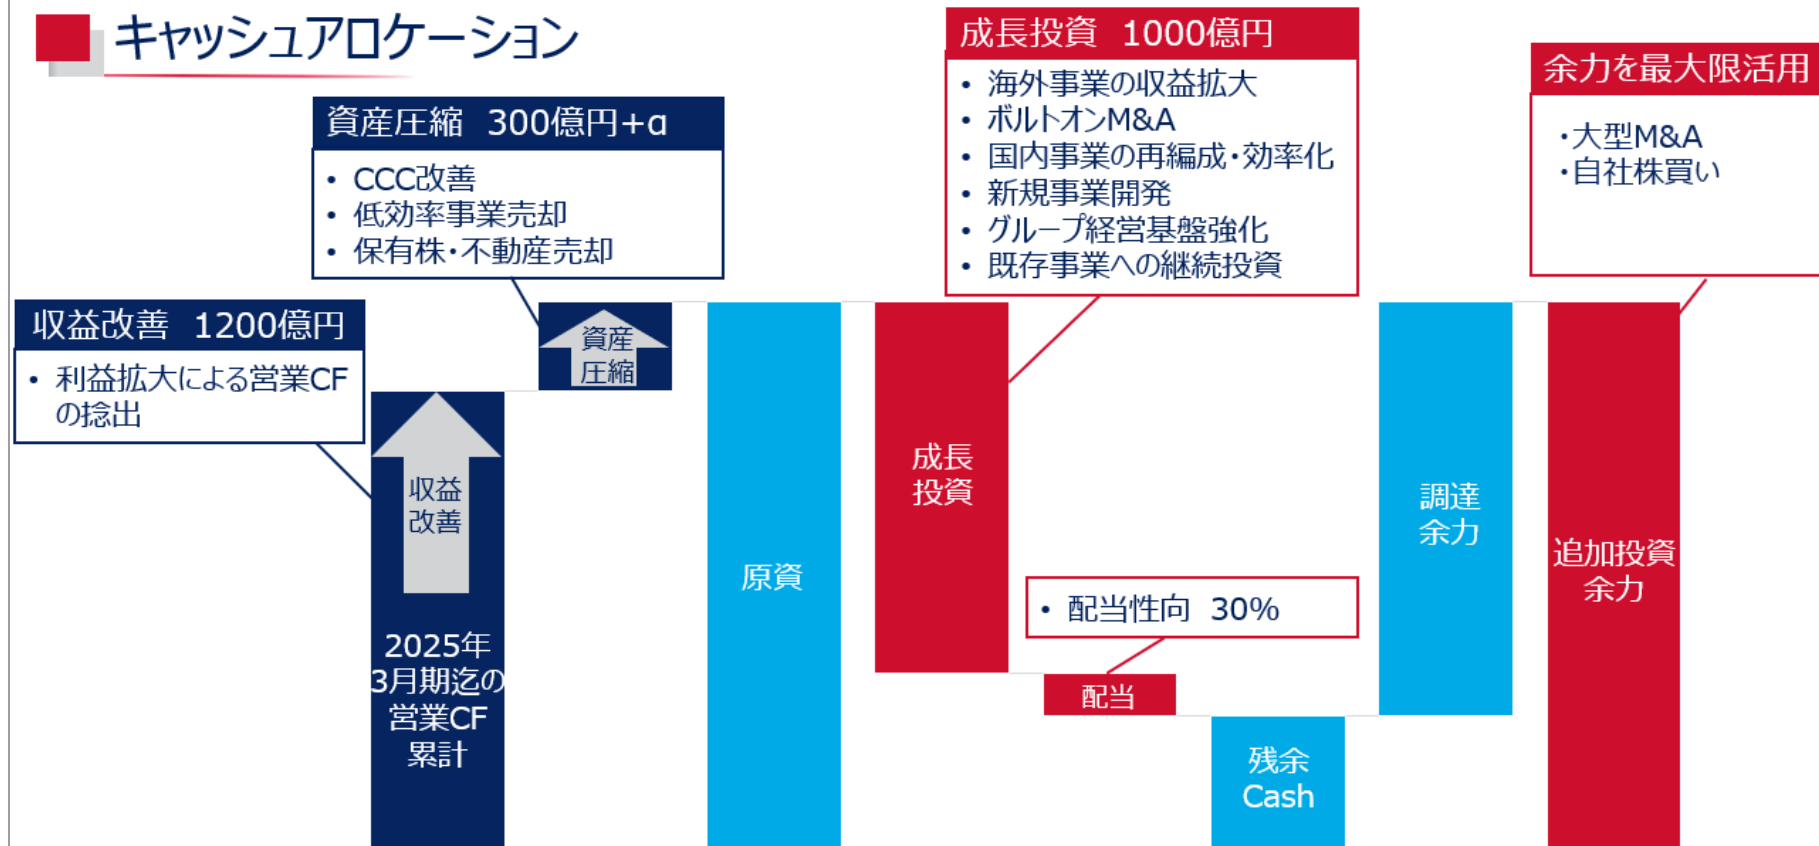 キャッシュアロケーション
収益改善 1200億円
• 利益拡大による営業CF
の捻出
資産圧縮 300億円+α
• CCC改善
• 低効率事業売却
• 保有株・不動産売却
成長投資 1000億円
• 海外事業の収益拡大
• ボルトオンM&A
• 国内事業の再編成・効率化
• 新規事業開発
• グループ経営基盤強化
• 既存事業への継続投資
余力を最大限活用
・大型M&A
・自社株買い
収益
改善
2025年
3月期迄の
営業CF
累計
資産
圧縮
原資
成長
投資
• 配当性向 30%
配当
残余
Cash
調達
余力
追加投資
余力